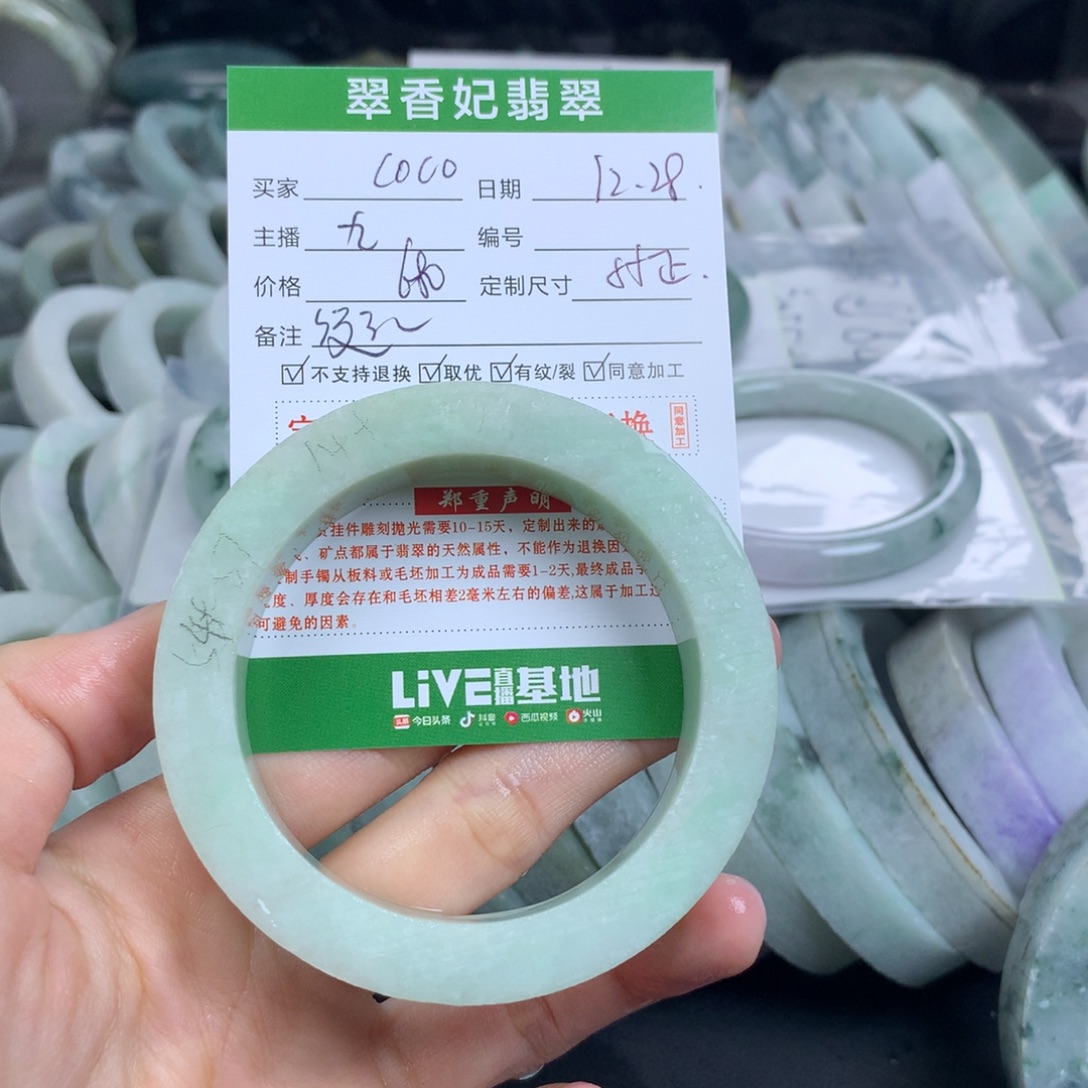 翠香妃翡翠
买家 COCO 日期 12.28.
主播 九 编号
价格 680 定制尺寸
备注
☑不支持退换 ☑取优 ☑有纹/裂 ☑同意加工
换 同意加工
郑重声明
挂件雕刻抛光需要10-15天，定制出来的
、矿点都属于翡翠的天然属性，不能作为退换因
制手镯从板料或毛坯加工为成品需要1-2天,最终成品
度、厚度会存在和毛坯相差2毫米左右的偏差,这属于加工
可避免的因素。
LiVE直播基地
头条 今日头条 抖音 西瓜视频 火山